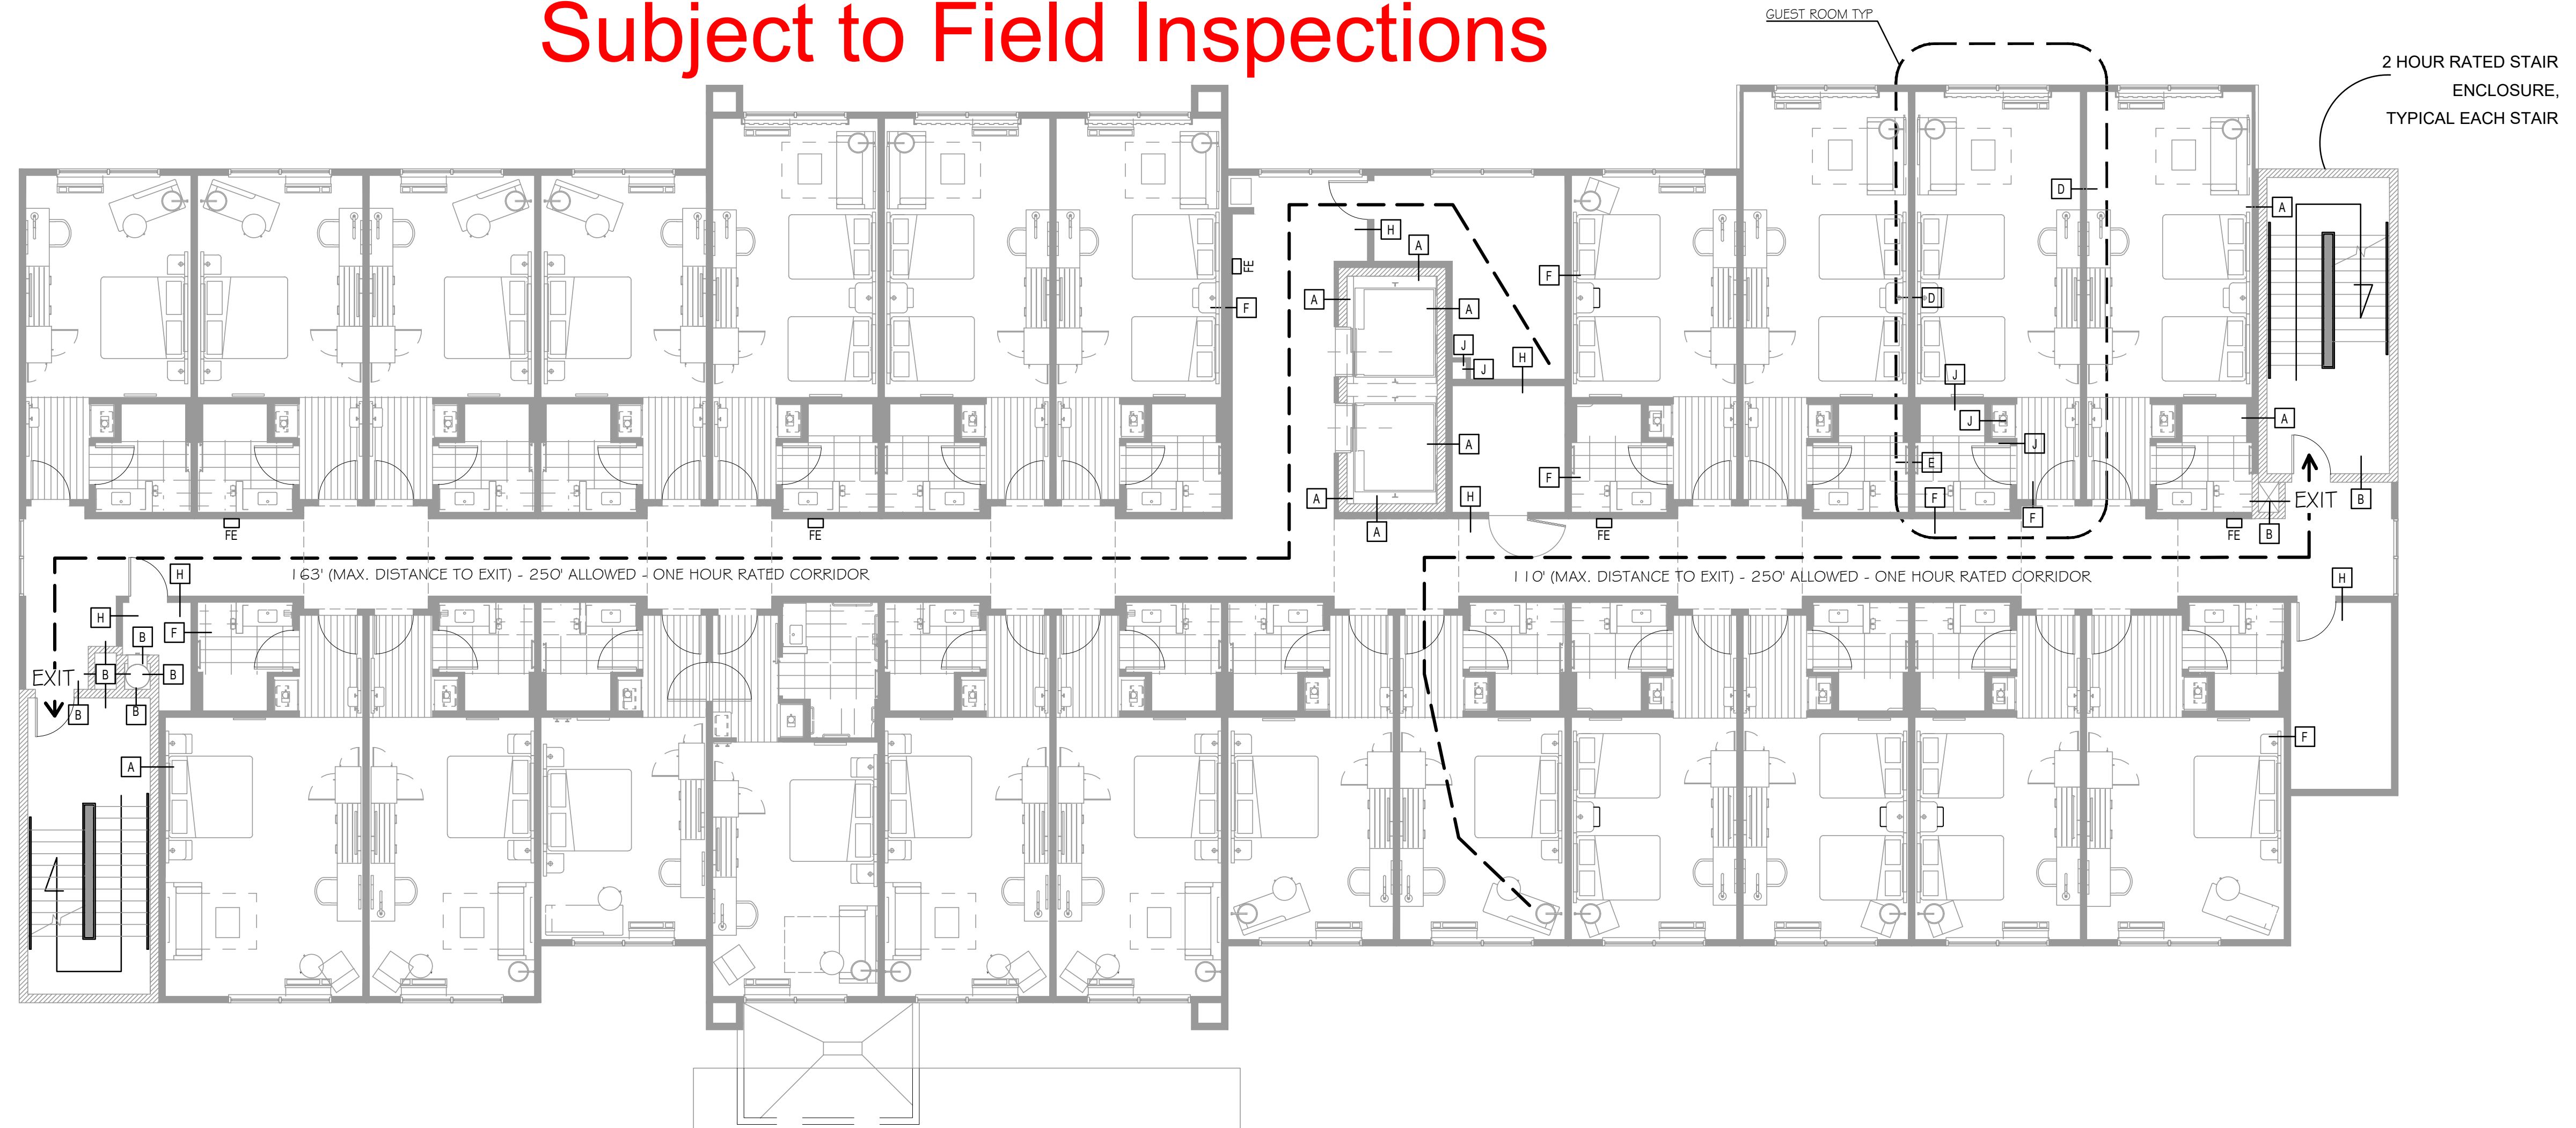 Subject to Field Inspections
GUEST ROOM TYP
2 HOUR RATED STAIR
ENCLOSURE,
TYPICAL EACH STAIR
D
A
H
A
FE
F
A
D
A
F
A
J
H
J
J
J
A
J
A
E
F
A
H
F
F
EXIT
B
A
B
FE
FE
FE
FE
163' (MAX. DISTANCE TO EXIT) - 250' ALLOWED - ONE HOUR RATED CORRIDOR
110' (MAX. DISTANCE TO EXIT) - 250' ALLOWED - ONE HOUR RATED CORRIDOR
H
H
H
F
B
EXIT
B
B
B
B
A
F